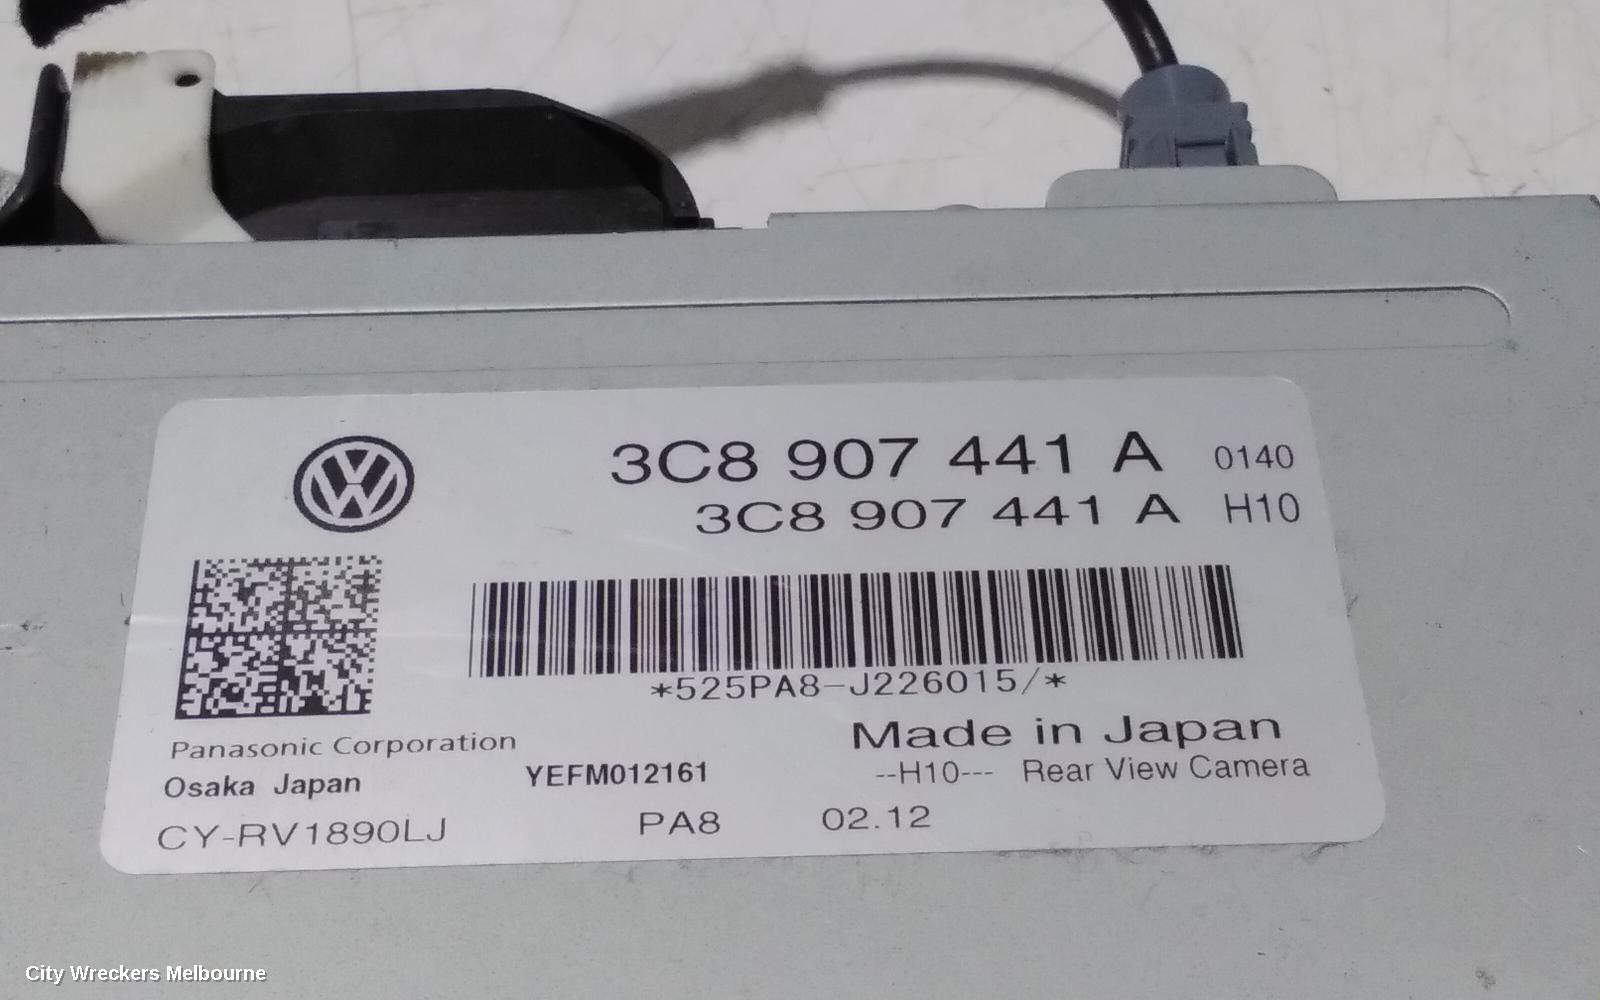 3C8 907 441 A 0140
3C8 907 441 A H10
*525PA8-J226015/*
Panasonic Corporation
Made in Japan
Osaka Japan
YEFM012161
--H10--- Rear View Camera
CY-RV1890LJ
PA8
02.12
City Wreckers Melbourne